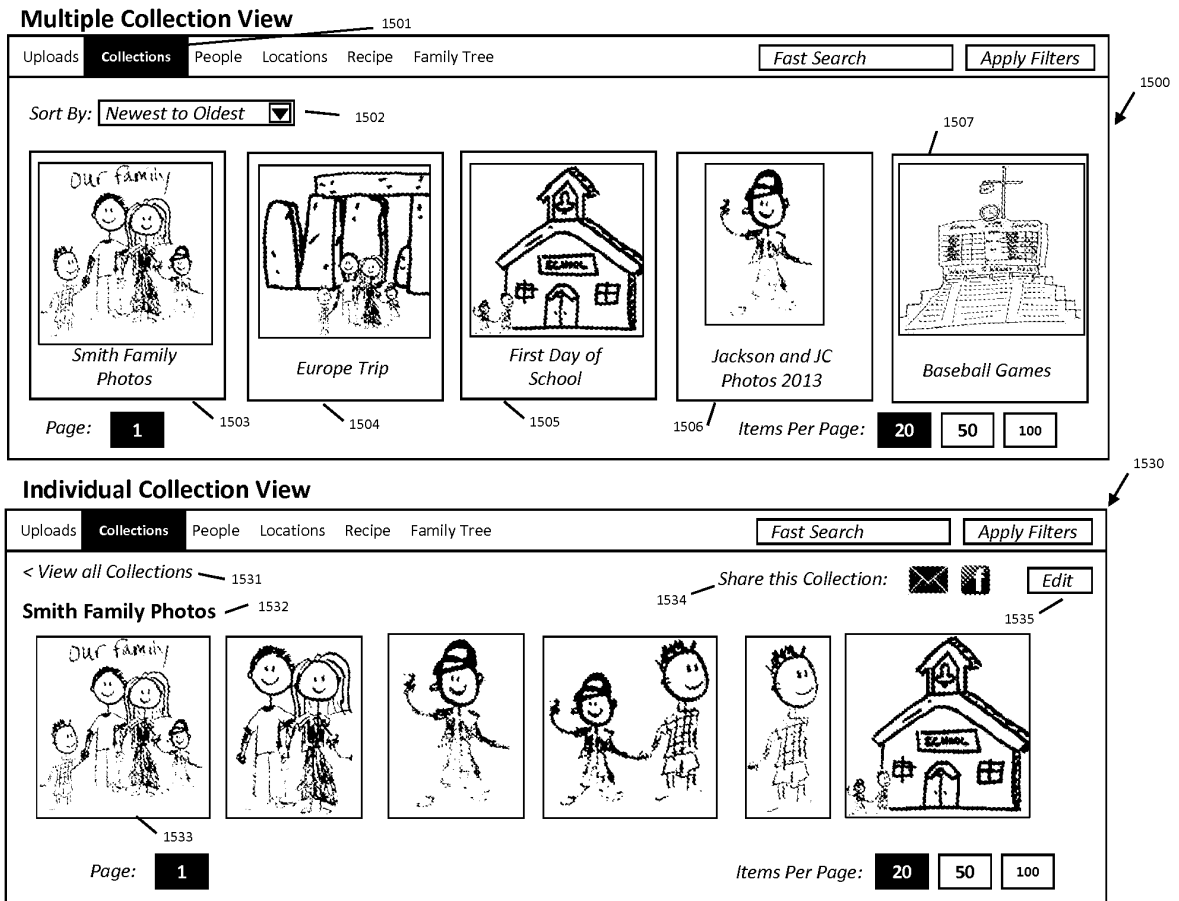 Multiple Collection View
1501
Uploads Collections People Locations Recipe Family Tree Fast Search Apply Filters
1500
Sort By: Newest to Oldest 1502
1507
our family
SCHOOL
Smith Family
Photos
Europe Trip
First Day of
School
Jackson and JC
Photos 2013
Baseball Games
1503 1504 1505 1506
Page: 1 Items Per Page: 20 50 100
1530
Individual Collection View
Uploads Collections People Locations Recipe Family Tree Fast Search Apply Filters
< View all Collections 1531 Share this Collection: f Edit
1534
Smith Family Photos 1532 1535
our family
SCHOOL
1533
Page: 1 Items Per Page: 20 50 100